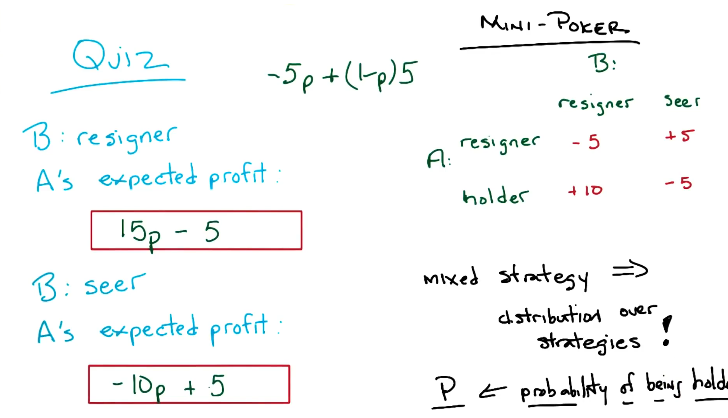 Quiz
-5p + (1-p)5
B: resigner
A's expected profit:
15p - 5
B: seer
A's expected profit:
-10p + 5
MINI-POKER
B:
resigner seer
A: resigner -5 +5
holder +10 -5
mixed strategy ⇒
distribution over
strategies !
P ← probability of being holde